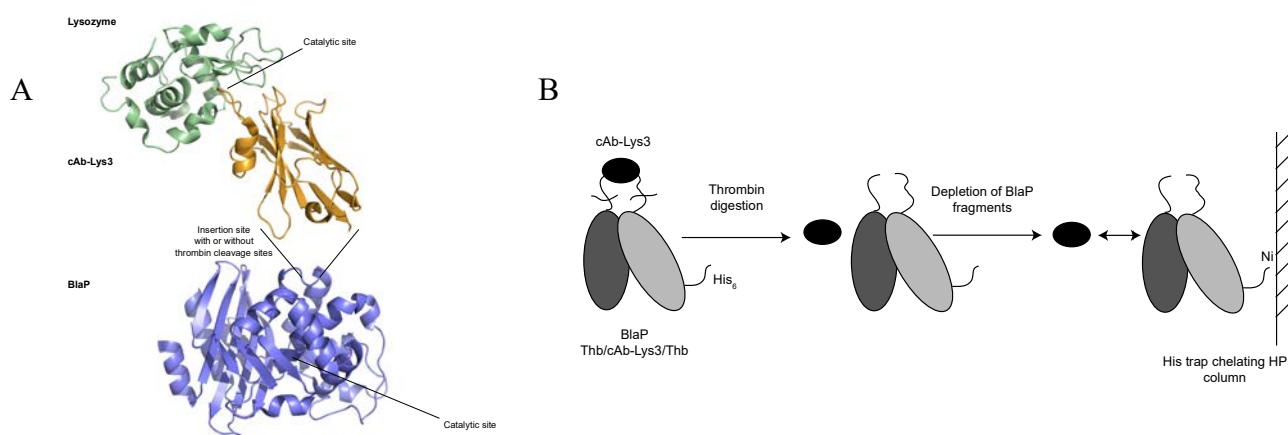 A
Lysozyme
Catalytic site
cAb-Lys3
Insertion site
with or without
thrombin cleavage sites
BlaP
Catalytic site
B
cAb-Lys3
Thrombin
digestion
Depletion of BlaP
fragments
His6
Ni
BlaP
Thb/cAb-Lys3/Thb
His trap chelating HP
column